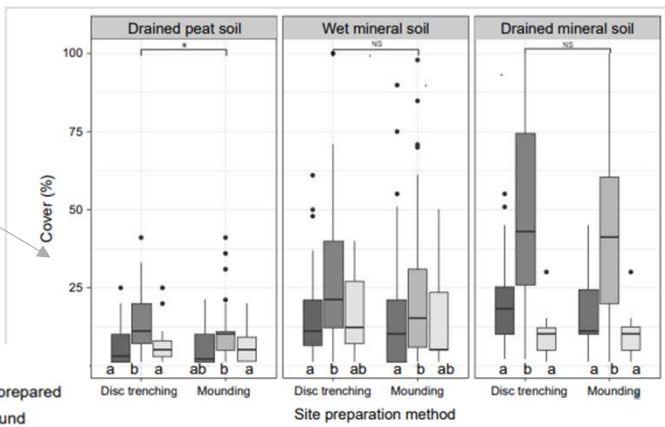 Drained peat soil
Wet mineral soil
Drained mineral soil
NS
NS
100
75
50
25
Cover (%)
a b a ab b a
a b ab a b ab
a b a a b a
Disc trenching Mounding
Disc trenching Mounding
Disc trenching Mounding
Site preparation method
prepared
und